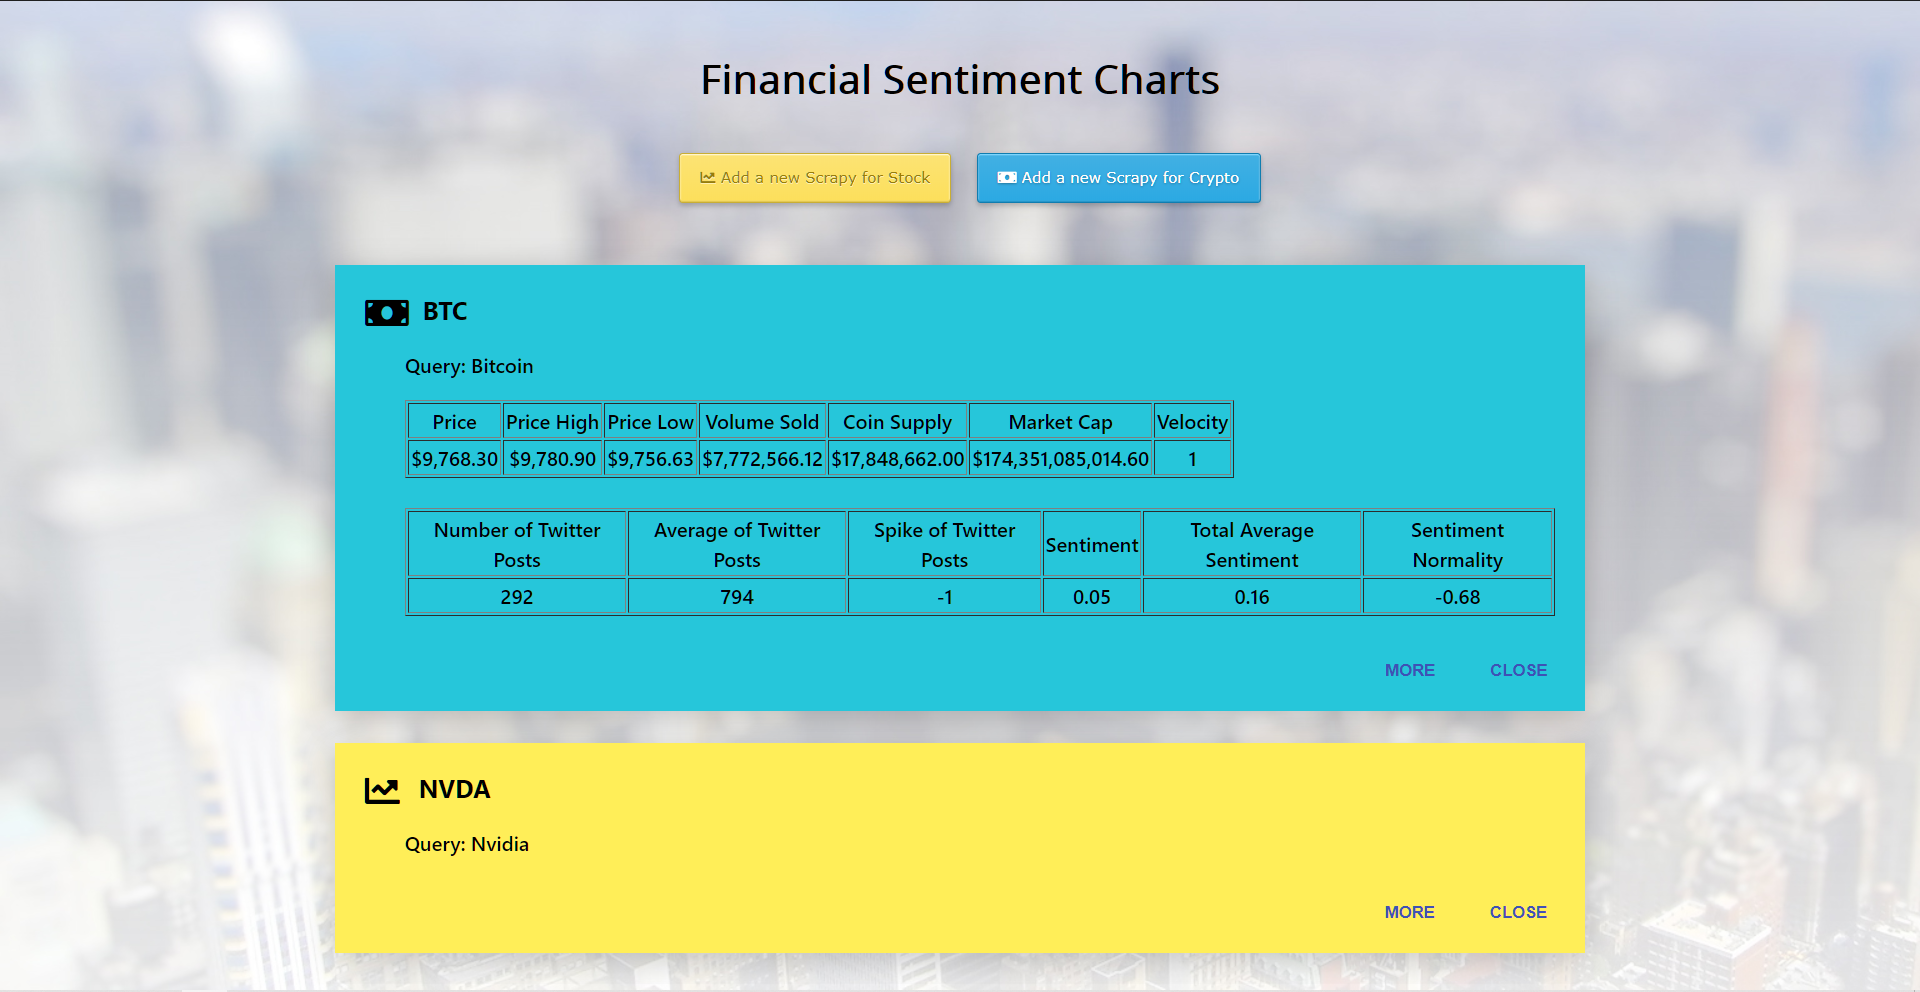 Financial Sentiment Charts
Add a new Scrapy for Stock
Add a new Scrapy for Crypto
BTC
Query: Bitcoin
Price Price High Price Low Volume Sold Coin Supply Market Cap Velocity
$9,768.30 $9,780.90 $9,756.63 $7,772,566.12 $17,848,662.00 $174,351,085,014.60 1
Number of Twitter Posts Average of Twitter Posts Spike of Twitter Posts Sentiment Total Average Sentiment Sentiment Normality
292 794 -1 0.05 0.16 -0.68
MORE CLOSE
NVDA
Query: Nvidia
MORE CLOSE